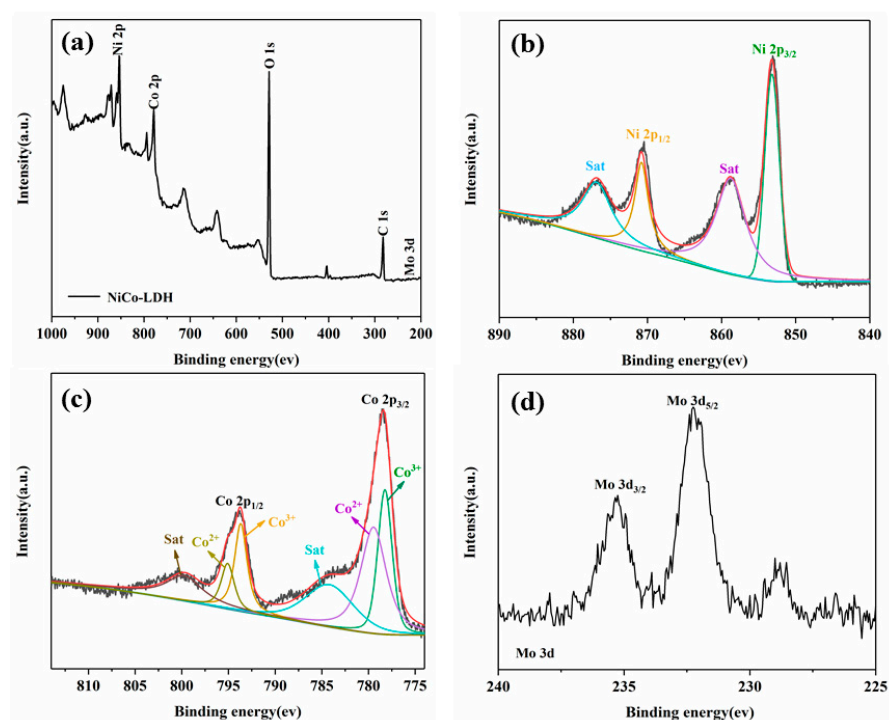 (a)
Ni 2p
Co 2p
O 1s
C 1s
Mo 3d
NiCo-LDH
Intensity(a.u.)
1000 900 800 700 600 500 400 300 200
Binding energy(ev)
(b)
Ni 2p3/2
Ni 2p1/2
Sat
Sat
Intensity(a.u.)
890 880 870 860 850 840
Binding energy(ev)
(c)
Co 2p3/2
Co3+
Co2+
Co 2p1/2
Co3+
Co2+
Sat
Sat
Intensity(a.u.)
810 805 800 795 790 785 780 775
Binding energy(ev)
(d)
Mo 3d5/2
Mo 3d3/2
Mo 3d
Intensity(a.u.)
240 235 230 225
Binding energy(ev)